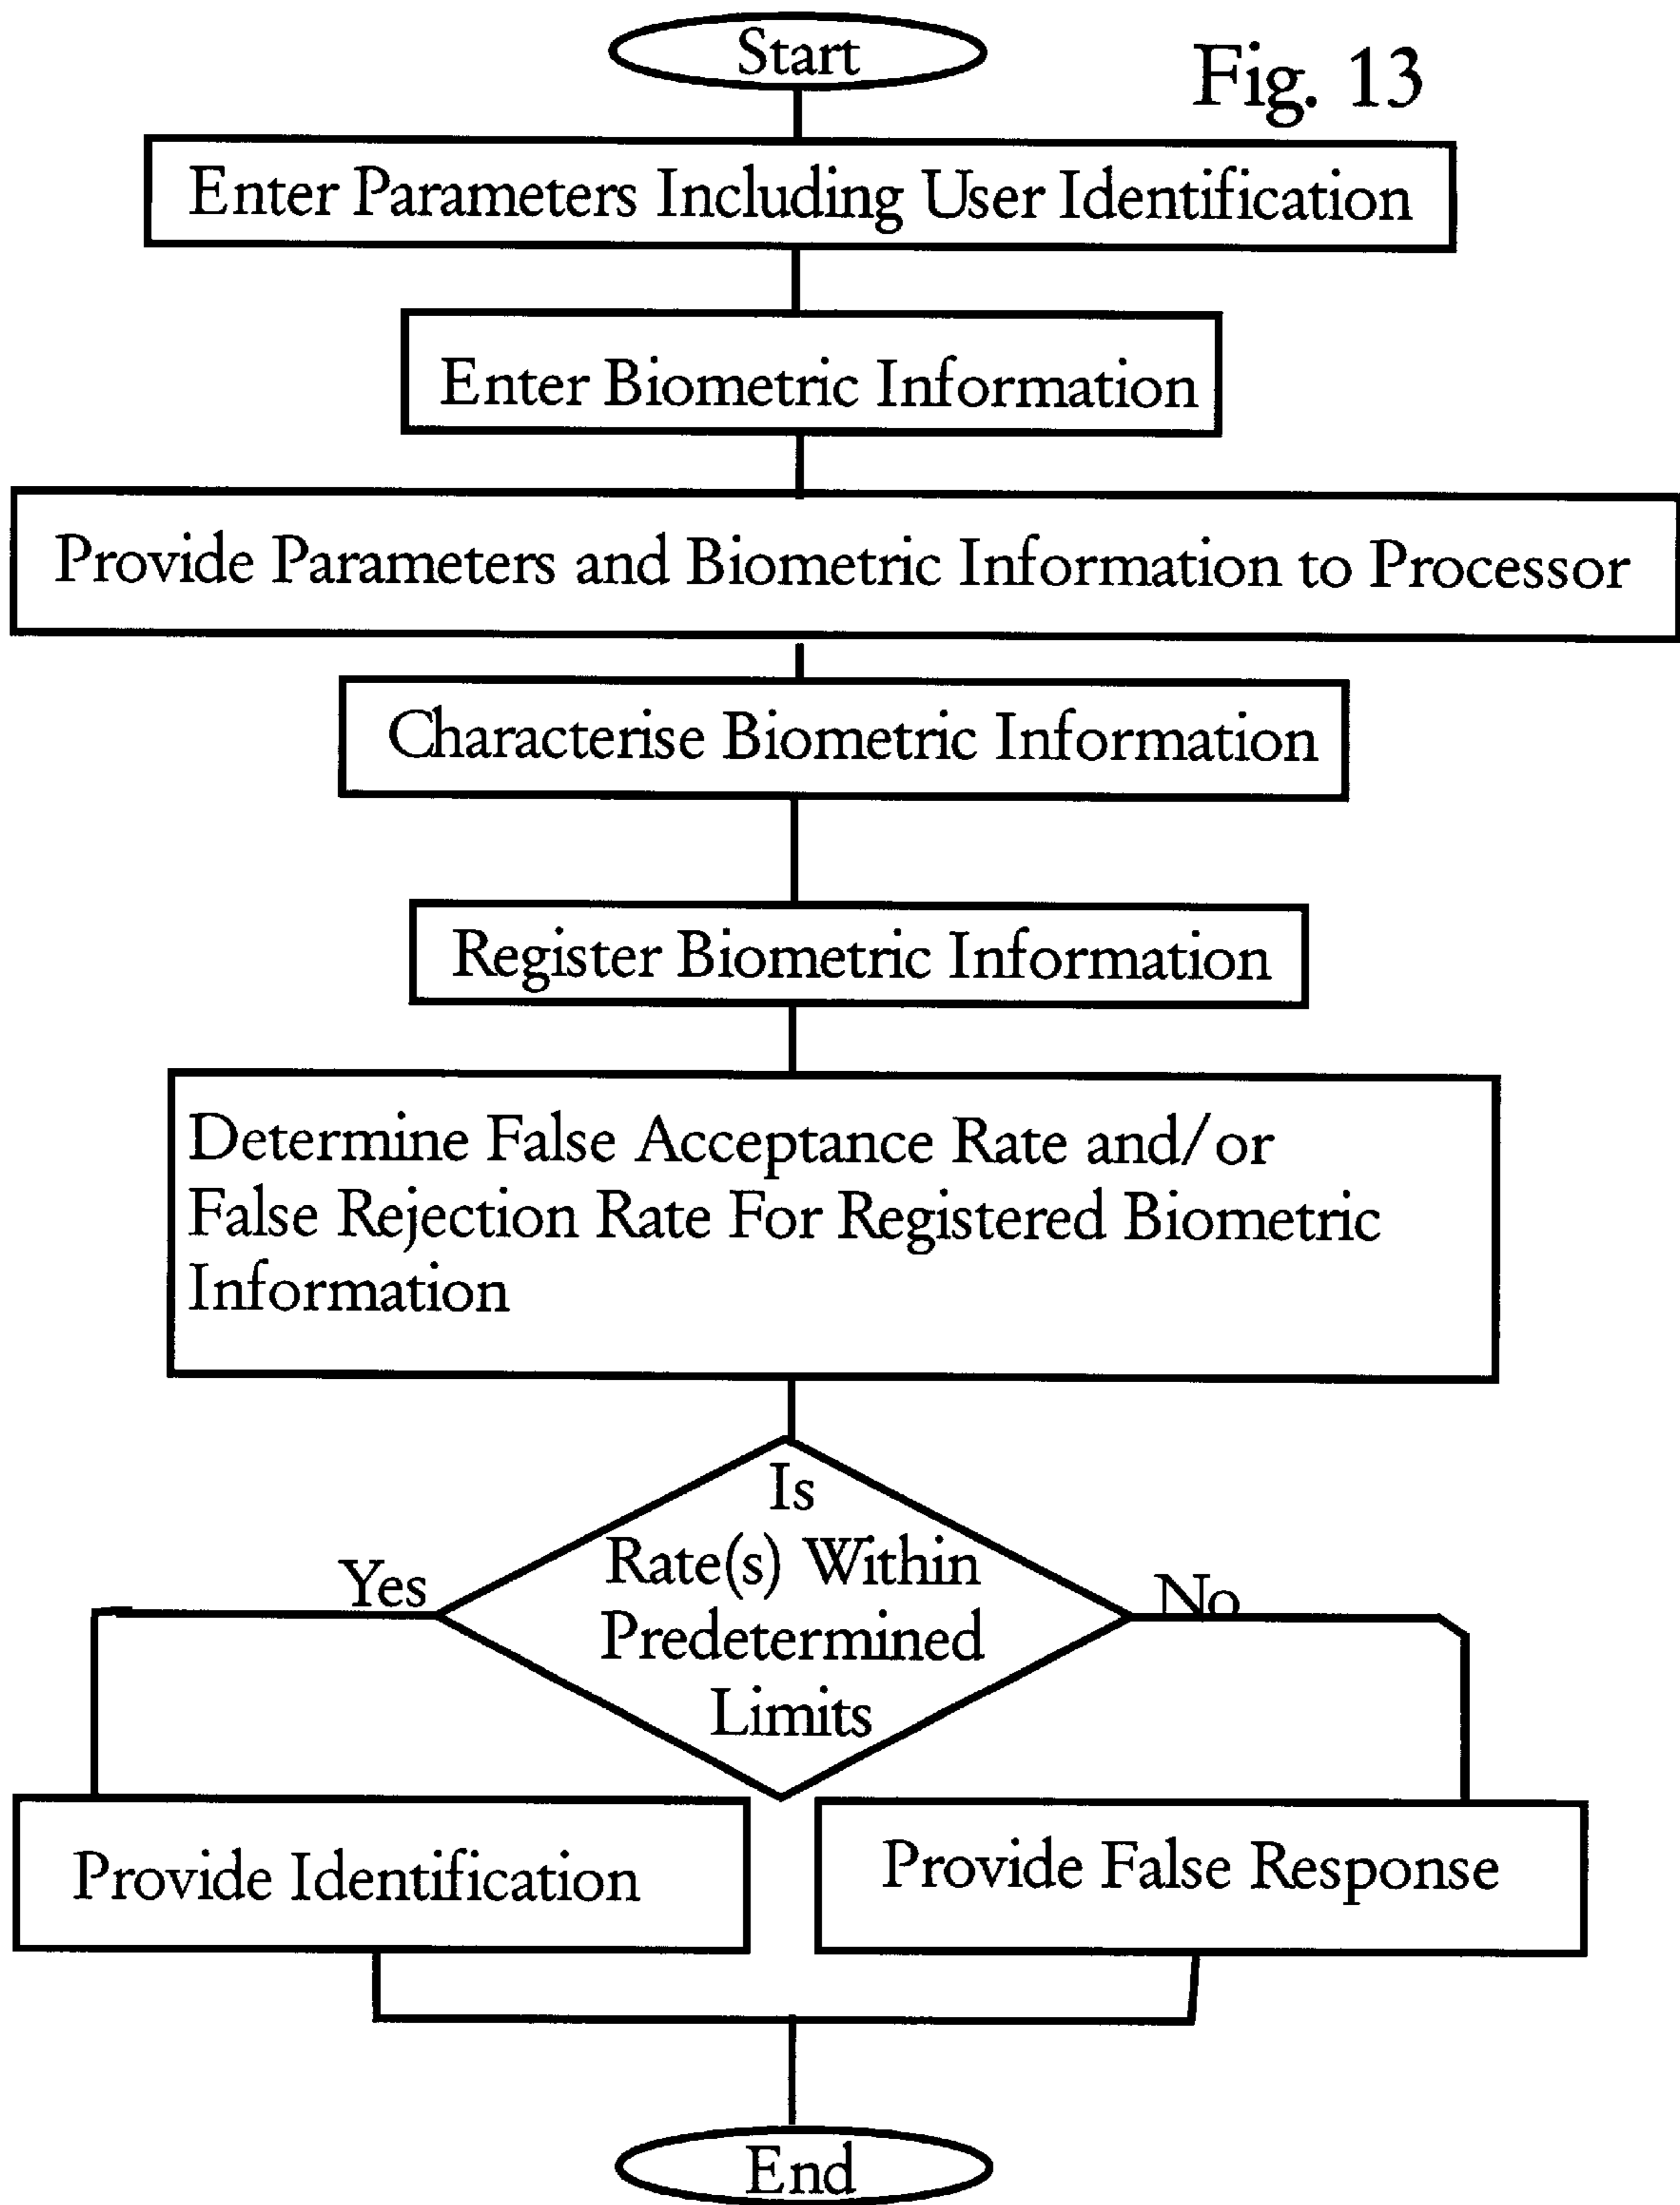 Start
Fig. 13
Enter Parameters Including User Identification
Enter Biometric Information
Provide Parameters and Biometric Information to Processor
Characterise Biometric Information
Register Biometric Information
Determine False Acceptance Rate and/or
False Rejection Rate For Registered Biometric
Information
Is
Rate(s) Within
Predetermined
Limits
Yes
No
Provide Identification
Provide False Response
End